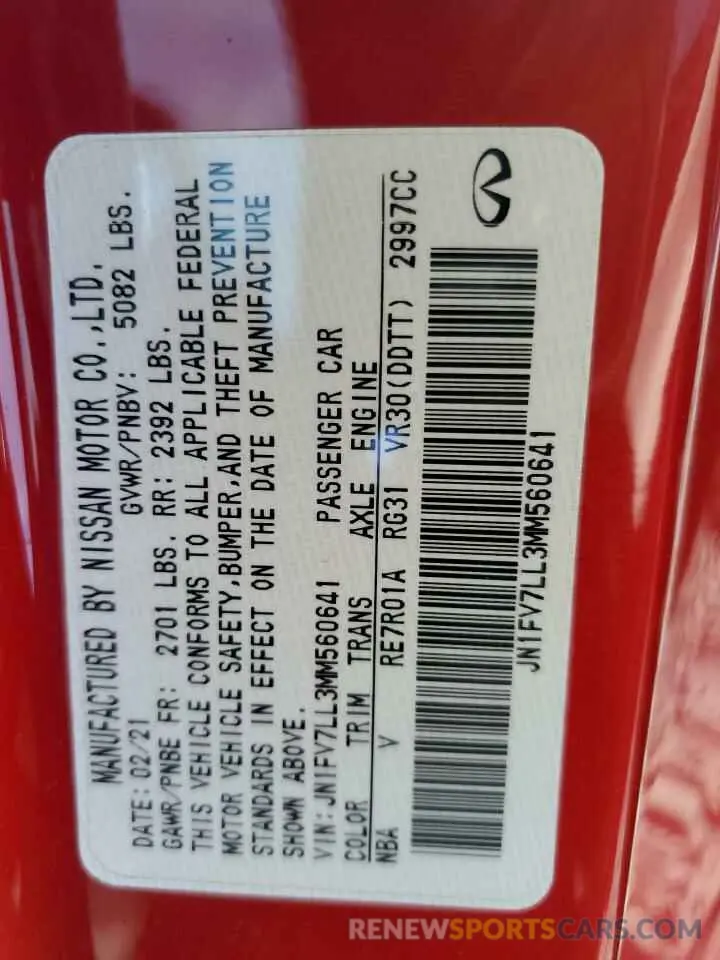 MANUFACTURED BY NISSAN MOTOR CO.,LTD.
DATE: 02/21 GVWR/PNBV: 5082 LBS.
GAWR/PNBE FR: 2701 LBS. RR: 2392 LBS.
THIS VEHICLE CONFORMS TO ALL APPLICABLE FEDERAL
MOTOR VEHICLE SAFETY,BUMPER,AND THEFT PREVENTION
STANDARDS IN EFFECT ON THE DATE OF MANUFACTURE
SHOWN ABOVE.
VIN:JN1FV7LL3MM560641 PASSENGER CAR
COLOR TRIM TRANS AXLE ENGINE
NBA V RE7R01A RG31 VR30(DDTT) 2997CC
JN1FV7LL3MM560641
RENEWSPORTSCARS.COM